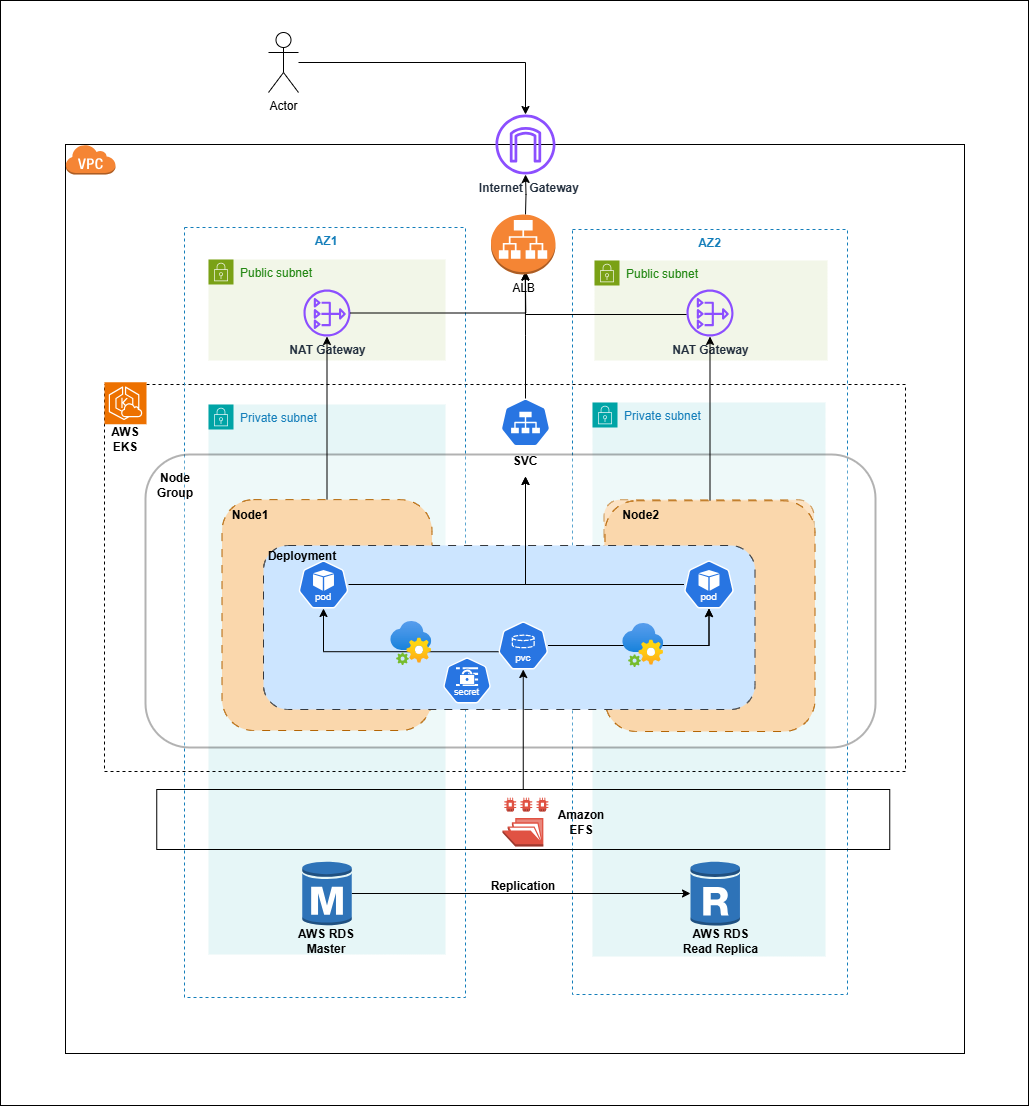 Actor
VPC
Internet Gateway
AZ1
AZ2
Public subnet
Public subnet
ALB
NAT Gateway
NAT Gateway
AWS
EKS
Private subnet
Private subnet
SVC
Node
Group
Node1
Node2
Deployment
pod
pod
pvc
secret
Amazon
EFS
M
Replication
R
AWS RDS
Master
AWS RDS
Read Replica